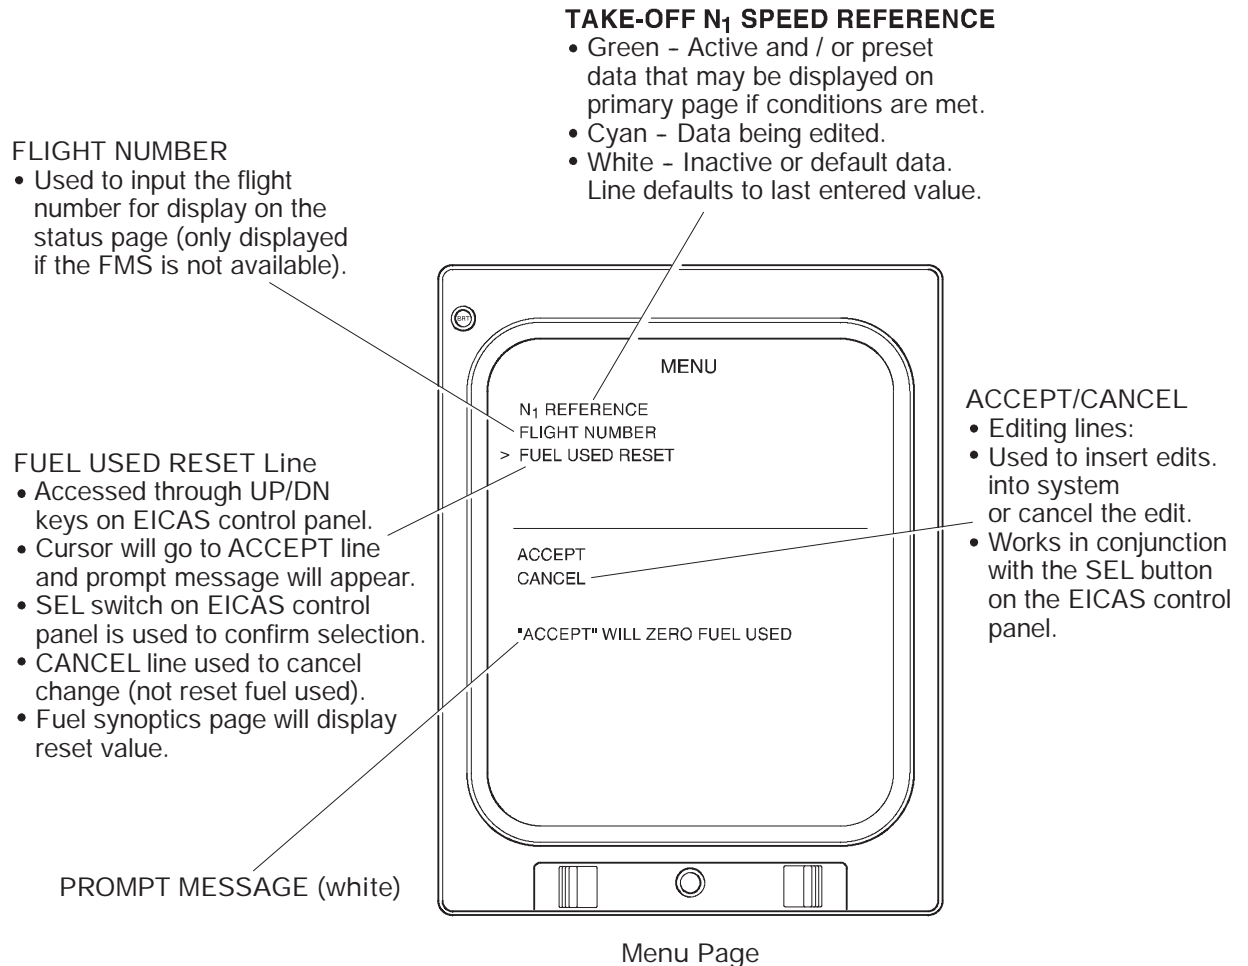 TAKE-OFF N1 SPEED REFERENCE
• Green - Active and / or preset
data that may be displayed on
primary page if conditions are met.
• Cyan - Data being edited.
• White - Inactive or default data.
Line defaults to last entered value.
FLIGHT NUMBER
• Used to input the flight
number for display on the
status page (only displayed
if the FMS is not available).
FUEL USED RESET Line
• Accessed through UP/DN
keys on EICAS control panel.
• Cursor will go to ACCEPT line
and prompt message will appear.
• SEL switch on EICAS control
panel is used to confirm selection.
• CANCEL line used to cancel
change (not reset fuel used).
• Fuel synoptics page will display
reset value.
PROMPT MESSAGE (white)
BRT
MENU
N1 REFERENCE
FLIGHT NUMBER
> FUEL USED RESET
ACCEPT
CANCEL
"ACCEPT" WILL ZERO FUEL USED
ACCEPT/CANCEL
• Editing lines:
• Used to insert edits.
into system
or cancel the edit.
• Works in conjunction
with the SEL button
on the EICAS control
panel.
Menu Page